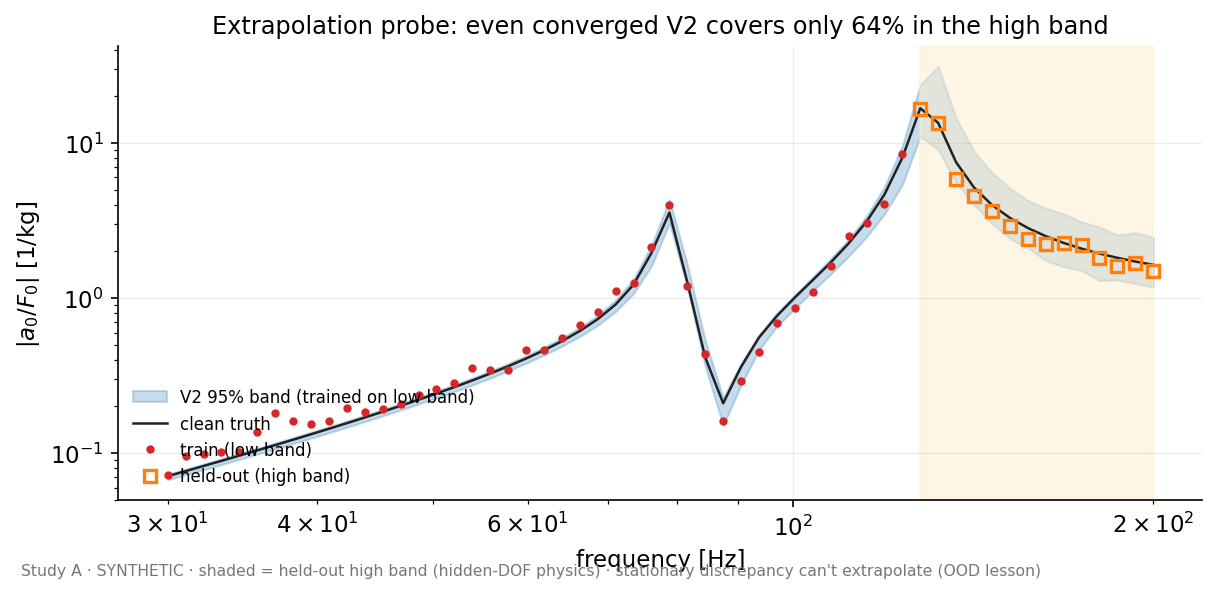 Extrapolation probe: even converged V2 covers only 64% in the high band
|a₀/F₀| [1/kg]
10¹
10⁰
10⁻¹
V2 95% band (trained on low band)
clean truth
train (low band)
held-out (high band)
3 × 10¹
4 × 10¹
6 × 10¹
10²
2 × 10²
frequency [Hz]
Study A · SYNTHETIC · shaded = held-out high band (hidden-DOF physics) · stationary discrepancy can't extrapolate (OOD lesson)